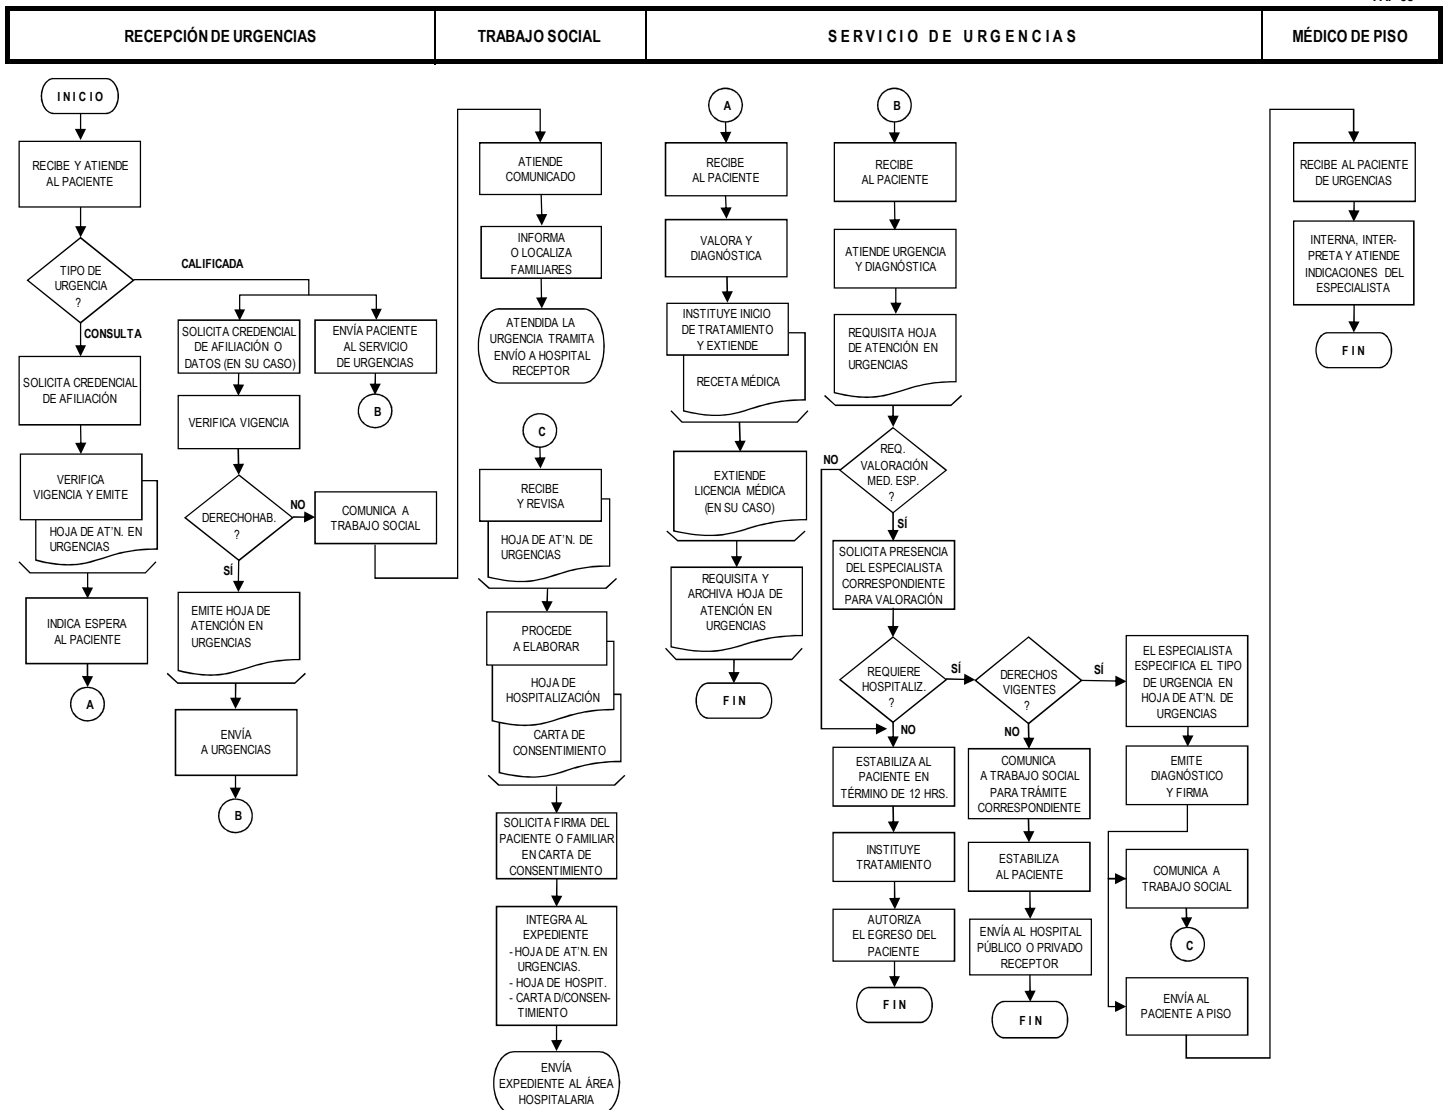 RECEPCIÓN DE URGENCIAS
TRABAJO SOCIAL
SERVICIO DE URGENCIAS
MÉDICO DE PISO
INICIO
RECIBE Y ATIENDE
AL PACIENTE
TIPO DE
URGENCIA
?
CALIFICADA
CONSULTA
SOLICITA CREDENCIAL
DE AFILIACIÓN
VERIFICA
VIGENCIA Y EMITE
HOJA DE AT'N. EN
URGENCIAS
INDICA ESPERA
AL PACIENTE
A
SOLICITA CREDENCIAL
DE AFILIACIÓN O
DATOS (EN SU CASO)
VERIFICA VIGENCIA
DERECHOHAB.
?
NO
SÍ
EMITE HOJA DE
ATENCIÓN EN
URGENCIAS
ENVÍA
A URGENCIAS
B
ENVÍA PACIENTE
AL SERVICIO
DE URGENCIAS
B
COMUNICA A
TRABAJO SOCIAL
ATIENDE
COMUNICADO
INFORMA
O LOCALIZA
FAMILIARES
ATENDIDA LA
URGENCIA TRAMITA
ENVÍO A HOSPITAL
RECEPTOR
C
RECIBE
Y REVISA
HOJA DE AT'N. DE
URGENCIAS
PROCEDE
A ELABORAR
HOJA DE
HOSPITALIZACIÓN
CARTA DE
CONSENTIMIENTO
SOLICITA FIRMA DEL
PACIENTE O FAMILIAR
EN CARTA DE
CONSENTIMIENTO
INTEGRA AL
EXPEDIENTE
- HOJA DE AT'N. EN
URGENCIAS.
- HOJA DE HOSPIT.
- CARTA D/CONSEN-
TIMIENTO
ENVÍA
EXPEDIENTE AL ÁREA
HOSPITALARIA
A
RECIBE
AL PACIENTE
VALORA Y
DIAGNÓSTICA
INSTITUYE INICIO
DE TRATAMIENTO
Y EXTIENDE
RECETA MÉDICA
EXTIENDE
LICENCIA MÉDICA
(EN SU CASO)
REQUISITA Y
ARCHIVA HOJA DE
ATENCIÓN EN
URGENCIAS
FIN
B
RECIBE
AL PACIENTE
ATIENDE URGENCIA
Y DIAGNÓSTICA
REQUISITA HOJA
DE ATENCIÓN EN
URGENCIAS
REQ.
VALORACIÓN
MED. ESP.
?
NO
SÍ
SOLICITA PRESENCIA
DEL ESPECIALISTA
CORRESPONDIENTE
PARA VALORACIÓN
REQUIERE
HOSPITALIZ.
?
SÍ
NO
ESTABILIZA AL
PACIENTE EN
TÉRMINO DE 12 HRS.
INSTITUYE
TRATAMIENTO
AUTORIZA
EL EGRESO DEL
PACIENTE
FIN
DERECHOS
VIGENTES
?
SÍ
NO
COMUNICA
A TRABAJO SOCIAL
PARA TRÁMITE
CORRESPONDIENTE
ESTABILIZA
AL PACIENTE
ENVÍA AL HOSPITAL
PÚBLICO O PRIVADO
RECEPTOR
FIN
EL ESPECIALISTA
ESPECIFICA EL TIPO
DE URGENCIA EN
HOJA DE AT'N. DE
URGENCIAS
EMITE
DIAGNÓSTICO
Y FIRMA
COMUNICA A
TRABAJO SOCIAL
C
ENVÍA AL
PACIENTE A PISO
RECIBE AL PACIENTE
DE URGENCIAS
INTERNA, INTER-
PRETA Y ATIENDE
INDICACIONES DEL
ESPECIALISTA
FIN